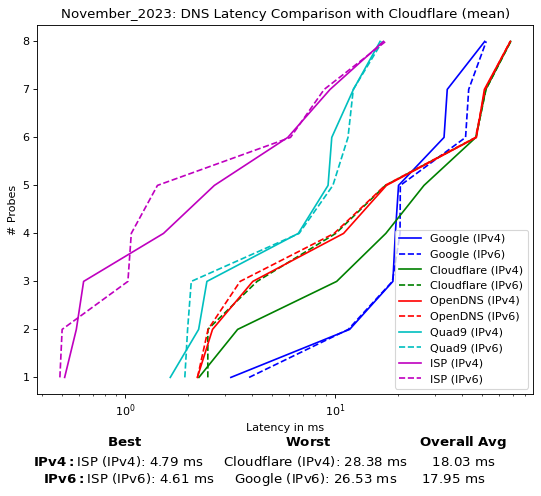 November_2023: DNS Latency Comparison with Cloudflare (mean)
# Probes
8
7
6
5
4
3
2
1
Google (IPv4)
Google (IPv6)
Cloudflare (IPv4)
Cloudflare (IPv6)
OpenDNS (IPv4)
OpenDNS (IPv6)
Quad9 (IPv4)
Quad9 (IPv6)
ISP (IPv4)
ISP (IPv6)
10⁰ 10¹
Latency in ms
Best Worst Overall Avg
IPv4: ISP (IPv4): 4.79 ms Cloudflare (IPv4): 28.38 ms 18.03 ms
IPv6: ISP (IPv6): 4.61 ms Google (IPv6): 26.53 ms 17.95 ms